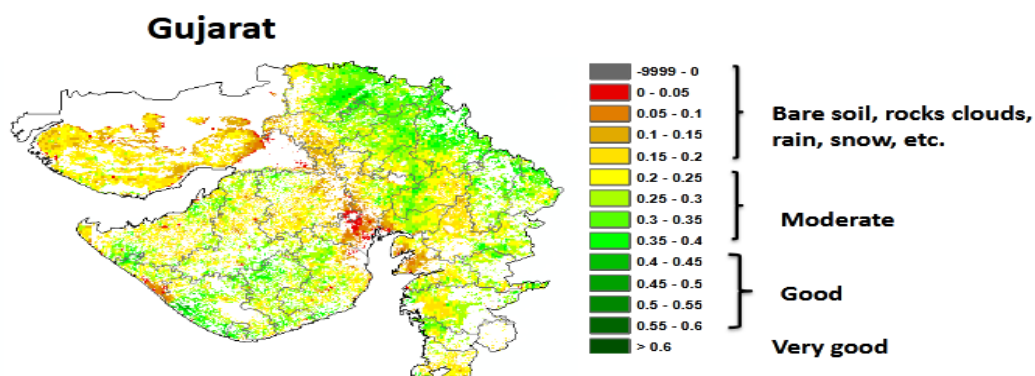 Gujarat
-9999 - 0
0 - 0.05
0.05 - 0.1
0.1 - 0.15
0.15 - 0.2
0.2 - 0.25
0.25 - 0.3
0.3 - 0.35
0.35 - 0.4
0.4 - 0.45
0.45 - 0.5
0.5 - 0.55
0.55 - 0.6
> 0.6
Bare soil, rocks clouds,
rain, snow, etc.
Moderate
Good
Very good